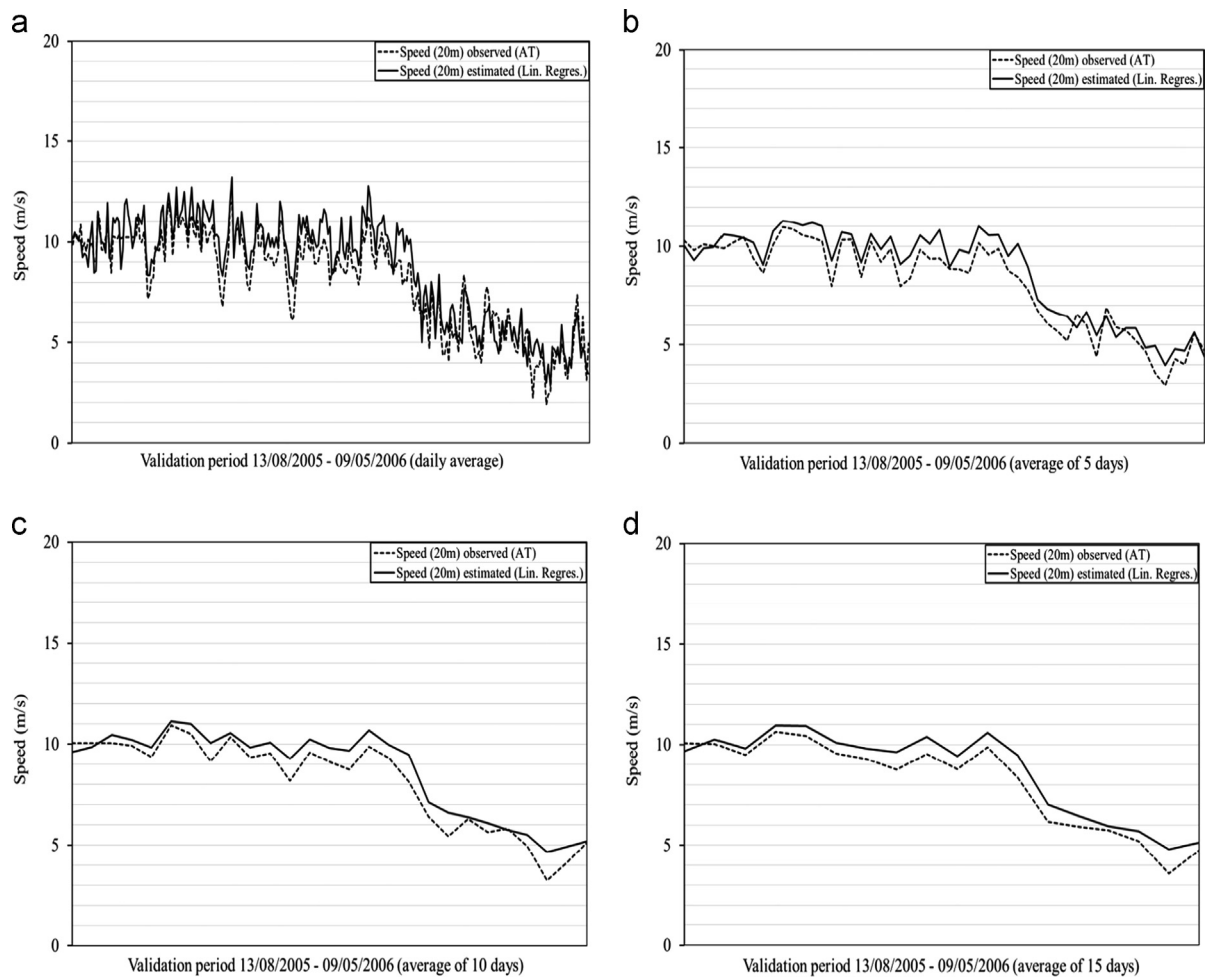 a
20
15
10
5
0
Speed (m/s)
Speed (20m) observed (AT)
Speed (20m) estimated (Lin. Regres.)
Validation period 13/08/2005 - 09/05/2006 (daily average)
b
20
15
10
5
0
Speed (m/s)
Speed (20m) observed (AT)
Speed (20m) estimated (Lin. Regres.)
Validation period 13/08/2005 - 09/05/2006 (average of 5 days)
c
20
15
10
5
0
Speed (m/s)
Speed (20m) observed (AT)
Speed (20m) estimated (Lin. Regres.)
Validation period 13/08/2005 - 09/05/2006 (average of 10 days)
d
20
15
10
5
0
Speed (m/s)
Speed (20m) observed (AT)
Speed (20m) estimated (Lin. Regres.)
Validation period 13/08/2005 - 09/05/2006 (average of 15 days)